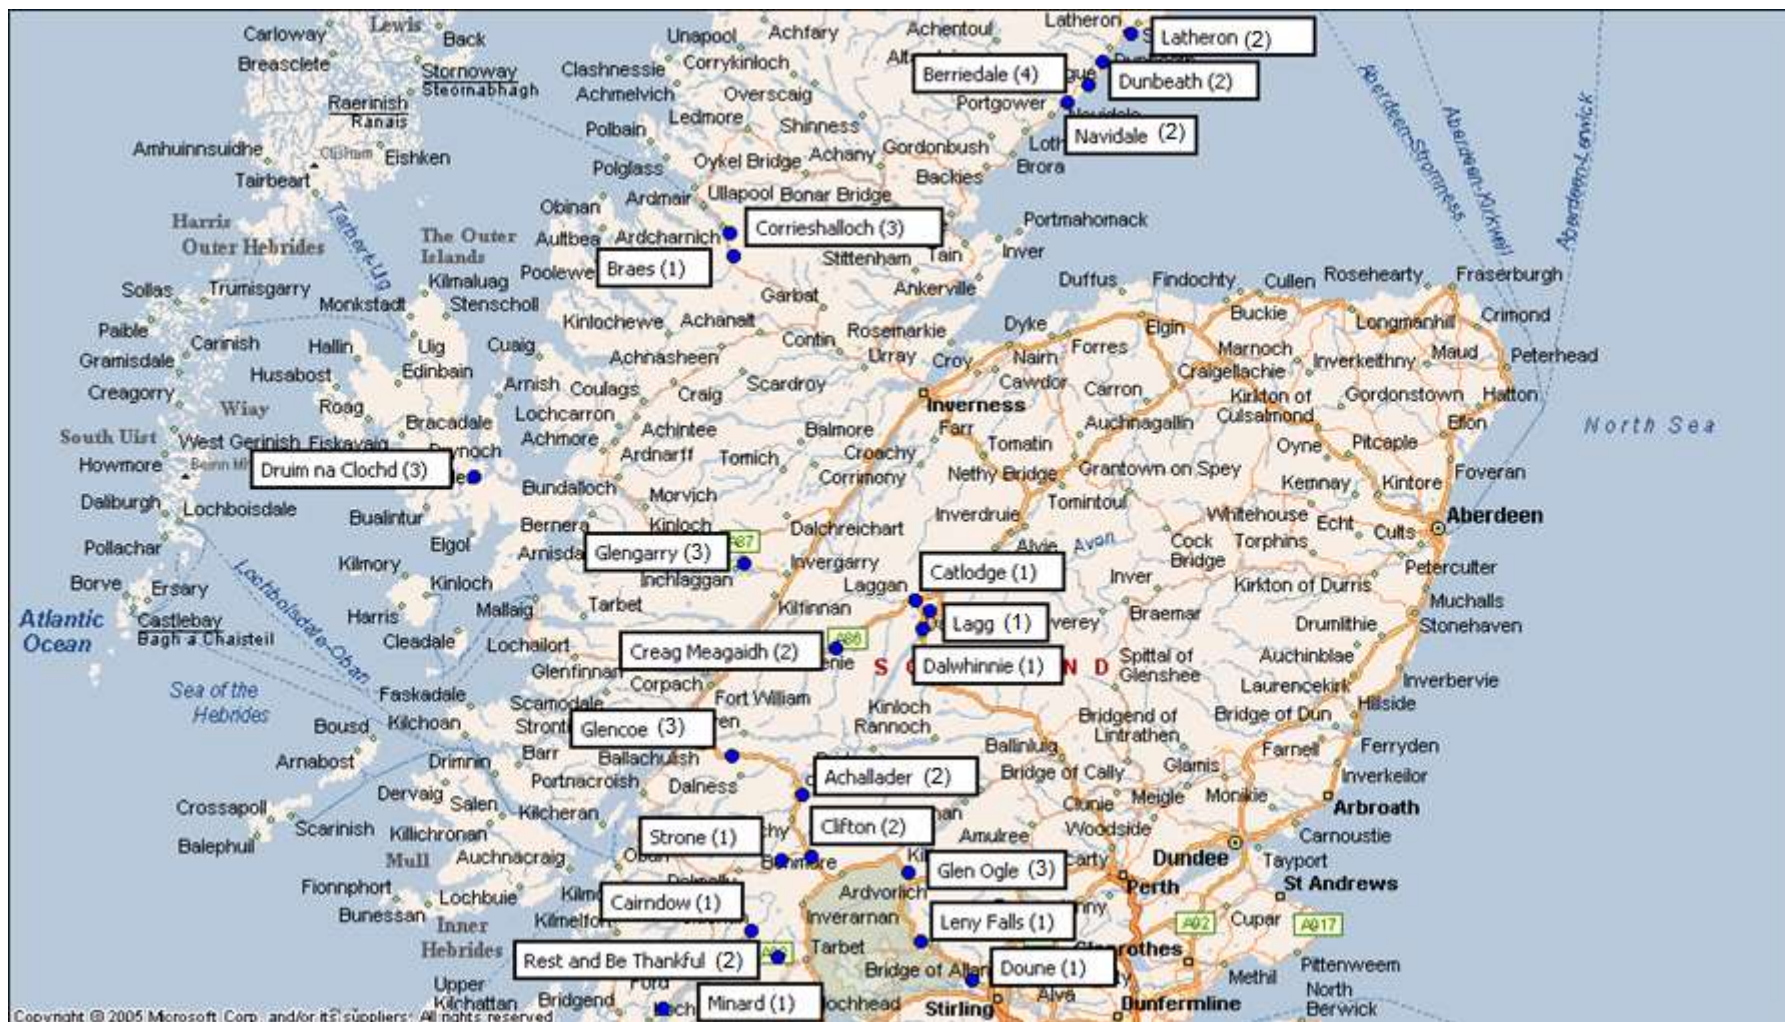 Lewis
Carloway
Back
Breasclete
Stornoway
Steornabhagh
Raerinish
Ranais
Amhuinnsuidhe
Clisham
Eishken
Tairbeart
Harris
Outer Hebrides
Tarbert-Uig
The Outer
Islands
Unapool
Achfary
Achentoul
Latheron
Latheron (2)
Clashnessie
Corrykinloch
Berriedale (4)
Dunbeath (2)
Achmelvich
Overscaig
Portgower
Navidale (2)
Ledmore
Polbain
Shinness
Gordonbush
Polglass
Oykel Bridge
Achany
Brora
Backies
Ullapool
Bonar Bridge
Ardmair
Obinan
Portmahomack
Corrieshalloch (3)
Aultbea
Ardcharnich
Braes (1)
Stittenham
Tain
Inver
Ankerville
Garbat
Kilmaluag
Sollas
Trumisgarry
Monkstadt
Stenscholl
Paible
Carinish
Hallin
Uig
Cuaig
Kinlochewe
Achanalt
Contin
Rosemarkie
Gramisdale
Husabost
Edinbain
Achnasheen
Urray
Croy
Creagorry
Arnish
Coulags
Craig
Scardroy
Wiay
Roag
Bracadale
Lochcarron
Inverness
South Uist
West Gerinish
Fiskavaig
Achmore
Achintee
Balmore
Farr
Howmore
Druim na Clochd (3)
Ardnarff
Tomich
Croachy
Corrimony
Daliburgh
Lochboisdale
Bualintur
Bundalloch
Morvich
Pollachar
Elgol
Bernera
Kinloch
Dalchreichart
Inverdruie
Duffus
Findochty
Cullen
Rosehearty
Fraserburgh
Dyke
Elgin
Buckie
Longmanhill
Crimond
Nairn
Forres
Marnoch
Inverkeithny
Maud
Peterhead
Cawdor
Carron
Craigellachie
Kirkton of
Culsalmond
Gordonstown
Hatton
Auchnagallin
Ellon
Tomatin
Oyne
Pitcaple
Nethy Bridge
Grantown on Spey
Foveran
Kemnay
Kintore
Tomintoul
Whitehouse
Echt
Cults
Aberdeen
Alvie
Avon
Cock
Bridge
Torphins
Peterculter
Aberdeen-Stromness
Aberdeen-Kirkwall
Aberdeen-Lerwick
North Sea
Borve
Ersary
Castlebay
Bagh a Chaisteil
Atlantic
Ocean
Lochboisdale-Oban
Kilmory
Kinloch
Harris
Cleadale
Mallaig
Glengarry (3)
Inchlaggan
Invergarry
Laggan
Catlodge (1)
Inver
Kirkton of Durris
Tarbet
Kilfinnan
Lagg (1)
Braemar
Muchalls
Drumlithie
Stonehaven
Lochailort
Creag Meagaidh (2)
A86
Dalwhinnie (1)
Spittal of
Glenshee
Auchinblae
Glenfinnan
Corpach
Laurencekirk
Inverbervie
Sea of the
Hebrides
Faskadale
Scamodale
Fort William
Kinloch
Rannoch
Bridgend of
Lintrathen
Bridge of Dun
Hillside
Bousd
Kilchoan
Glencoe (3)
Ballinluig
Farnell
Ferryden
Arnabost
Drimnin
Barr
Ballachulish
Achallader (2)
Bridge of Cally
Glamis
Inverkeilor
Portnacroish
Dalness
Crossapoll
Dervaig
Salen
Kilcheran
Clunie
Meigle
Monikie
Arbroath
Scarinish
Killichronan
Strone (1)
Clifton (2)
Amulree
Woodside
Carnoustie
Balephuil
Mull
Auchnacraig
Oban
Glen Ogle (3)
Dundee
Tayport
Fionnphort
Lochbuie
Ardvorlich
Perth
St Andrews
Bunessan
Cairndow (1)
Kilmelfort
Inverarnan
Leny Falls (1)
A92
Cupar
A917
Inner
Hebrides
Rest and Be Thankful (2)
Tarbet
Bridge of Allan
Doune (1)
Methil
Pittenweem
Upper
Kilchattan
Bridgend
Ford
Minard (1)
Stirling
Alva
Dunfermline
North
Berwick
Copyright © 2005 Microsoft Corp. and/or its suppliers. All rights reserved